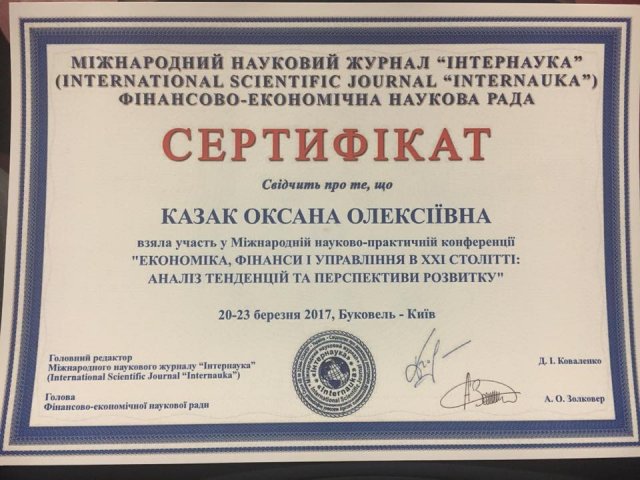 МІЖНАРОДНИЙ НАУКОВИЙ ЖУРНАЛ “ІНТЕРНАУКА”
(INTERNATIONAL SCIENTIFIC JOURNAL “INTERNAUKA”)
ФІНАНСОВО-ЕКОНОМІЧНА НАУКОВА РАДА
СЕРТИФІКАТ
Свідчить про те, що
КАЗАК ОКСАНА ОЛЕКСІЇВНА
взяла участь у Міжнародній науково-практичній конференції
"ЕКОНОМІКА, ФІНАНСИ І УПРАВЛІННЯ В ХХІ СТОЛІТТІ:
АНАЛІЗ ТЕНДЕНЦІЙ ТА ПЕРСПЕКТИВИ РОЗВИТКУ"
20-23 березня 2017, Буковель - Київ
Головний редактор
Міжнародного наукового журналу “Інтернаука”
(International Scientific Journal “Internauka”)
Д. І. Коваленко
Голова
Фінансово-економічної наукової ради
А. О. Золковер
«Інтернаука»
«Internauka»